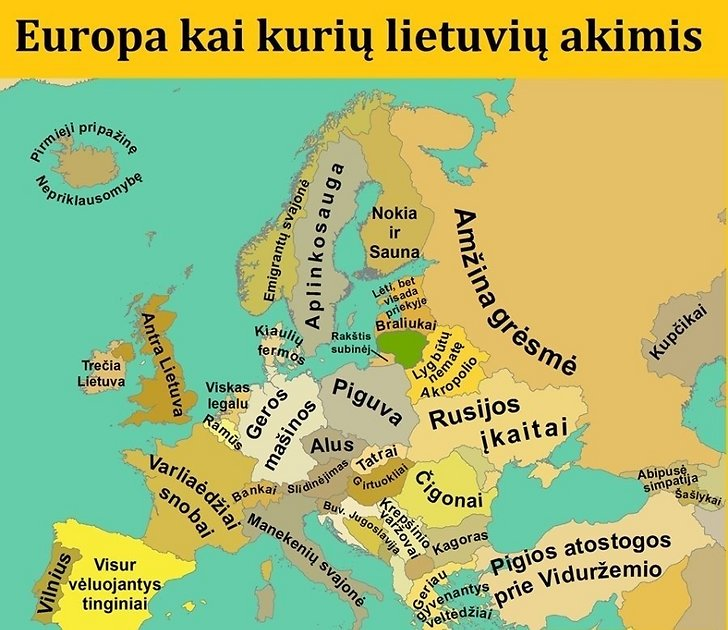 Europa kai kurių lietuvių akimis
Pirmieji pripažinę
Nepriklausomybę
Emigrantų svajonė
Aplinkosauga
Nokia
ir
Sauna
Amžina grėsmė
Kupčikai
Lėti, bet
visada
priekyje
Braliukai
Rakštis
subinėj
Lyg būtų
nematę
Akropolio
Kiaulių
fermos
Antra Lietuva
Trečia
Lietuva
Viskas
legalu
Ramūs
Geros
mašinos
Piguva
Rusijos
įkaitai
Alus
Tatrai
Girtuokliai
Slidinėjimas
Bankai
Varliaėdžiai
snobai
Čigonai
Abipusė
simpatija
Šašlykai
Buv. Jugoslavija
Krepšinio
varžovai
Kagoras
Manekenių svajonė
Pigios atostogos
prie Viduržemio
Geriau
gyvenantys
veltėdžiai
Vilnius
Visur
vėluojantys
tinginiai